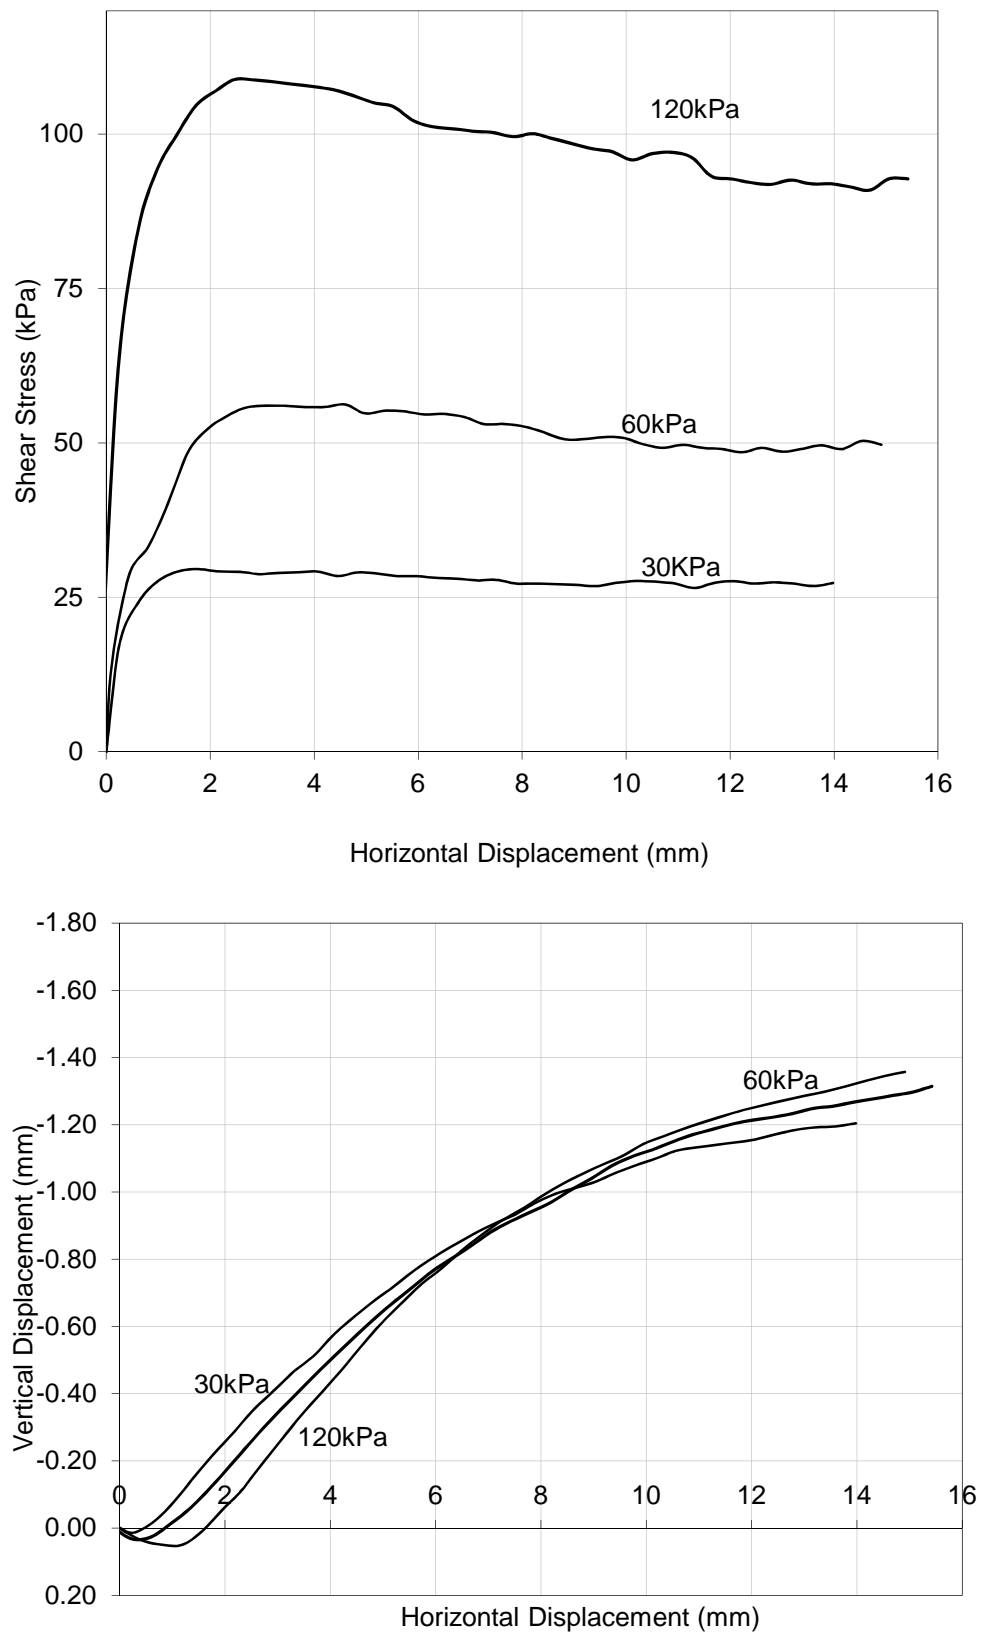 120kPa
100
75
Shear Stress (kPa)
60kPa
50
30KPa
25
0
0 2 4 6 8 10 12 14 16
Horizontal Displacement (mm)
-1.80
-1.60
-1.40
60kPa
-1.20
Vertical Displacement (mm)
-1.00
-0.80
-0.60
30kPa
-0.40
120kPa
-0.20
0 2 4 6 8 10 12 14 16
0.00
0.20
Horizontal Displacement (mm)